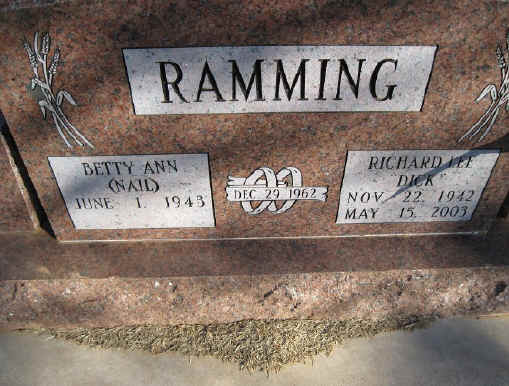 RAMMING
BETTY ANN
(NAIL)
JUNE 1, 1943
DEC 29, 1962
RICHARD LEE
"DICK"
NOV 22, 1942
MAY 15, 2003